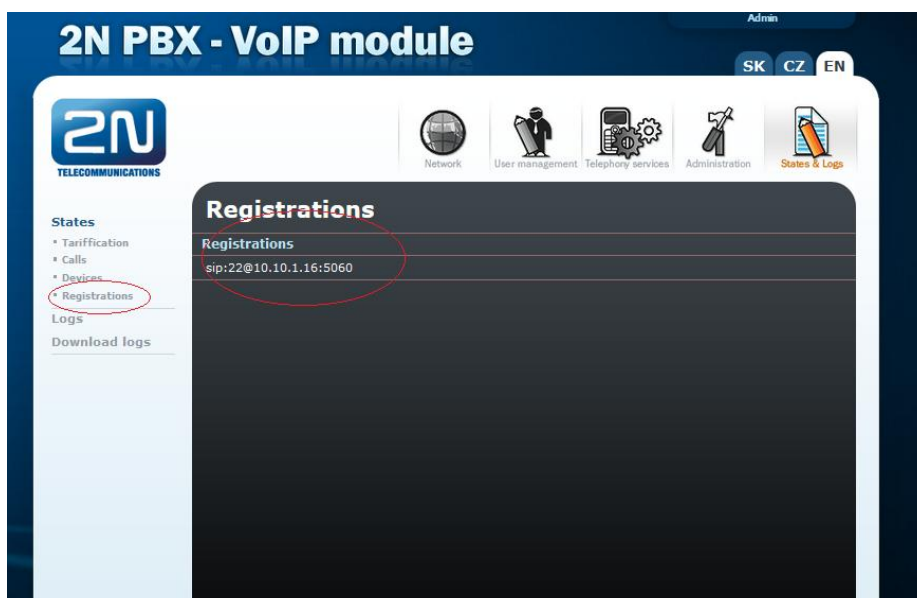 Admin
2N PBX - VoIP module
SK CZ EN
2N
TELECOMMUNICATIONS
Network User management Telephony services Administration States & Logs
States
Tariffication
Calls
Devices
Registrations
Logs
Download logs
Registrations
Registrations
sip:22@10.10.1.16:5060